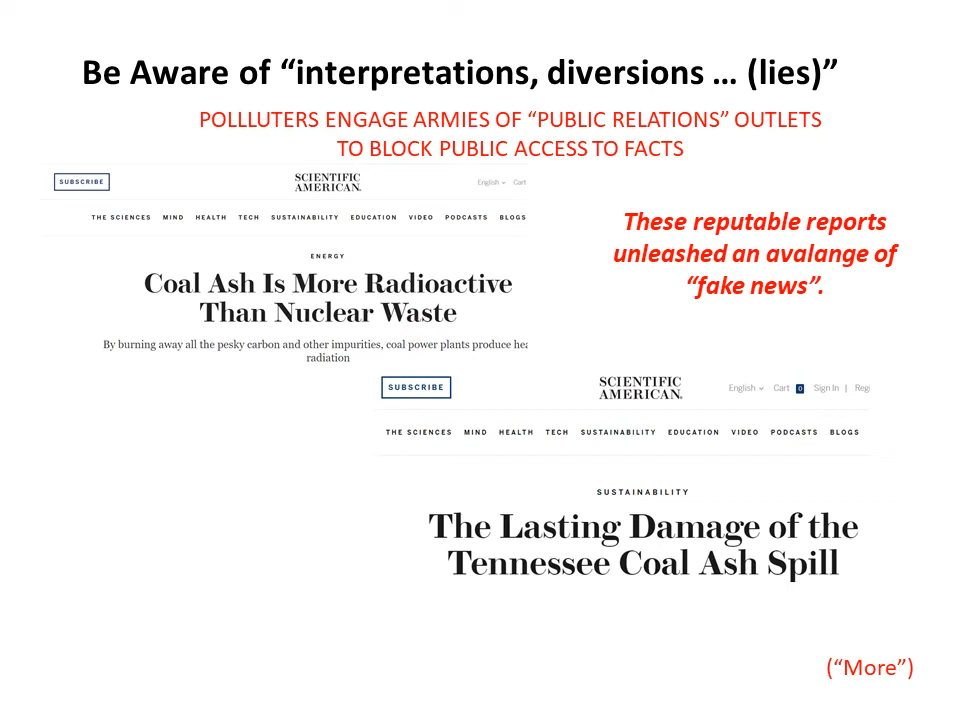 Be Aware of “interpretations, diversions … (lies)”
POLLLUTERS ENGAGE ARMIES OF “PUBLIC RELATIONS” OUTLETS
TO BLOCK PUBLIC ACCESS TO FACTS
SUBSCRIBE
SCIENTIFIC
AMERICAN.
English Cart
THE SCIENCES MIND HEALTH TECH SUSTAINABILITY EDUCATION VIDEO PODCASTS BLOGS
ENERGY
Coal Ash Is More Radioactive
Than Nuclear Waste
By burning away all the pesky carbon and other impurities, coal power plants produce hea
radiation
These reputable reports
unleashed an avalange of
“fake news”.
SUBSCRIBE
SCIENTIFIC
AMERICAN.
English Cart 0 Sign In | Regi
THE SCIENCES MIND HEALTH TECH SUSTAINABILITY EDUCATION VIDEO PODCASTS BLOGS
SUSTAINABILITY
The Lasting Damage of the
Tennessee Coal Ash Spill
(“More”)